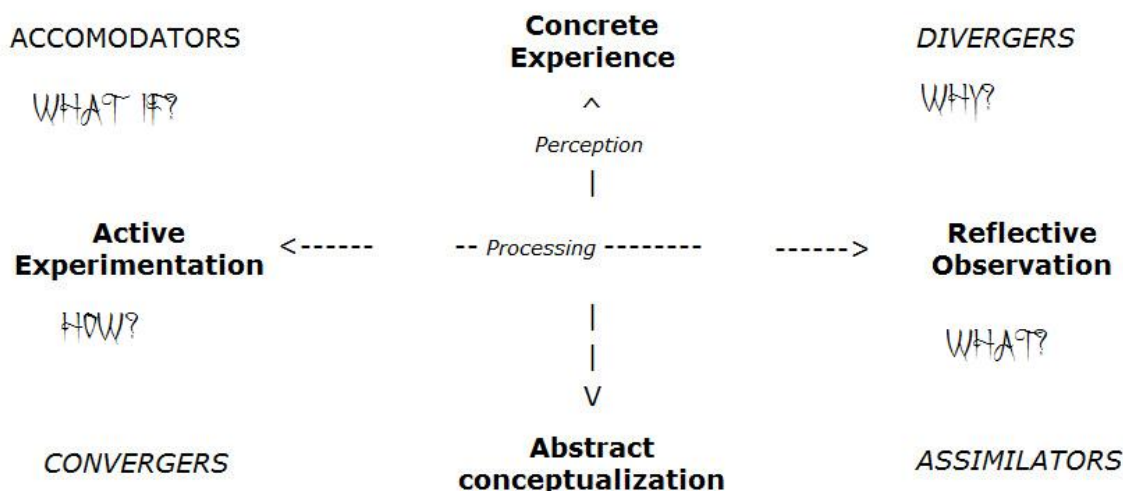 ACCOMODATORS
Concrete
Experience
DIVERGERS
WHAT IF?
WHY?
^
Perception
|
Active
Experimentation
<------ -- Processing -------- ------>
Reflective
Observation
HOW?
|
WHAT?
|
V
CONVERGERS
Abstract
conceptualization
ASSIMILATORS